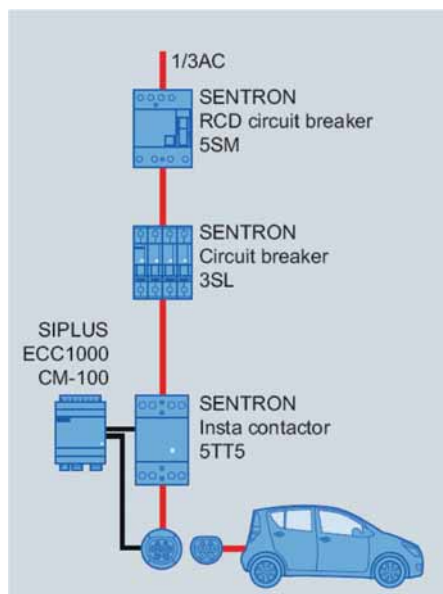 1/3AC
SENTRON
RCD circuit breaker
5SM
SENTRON
Circuit breaker
3SL
SIPLUS
ECC1000
CM-100
SENTRON
Insta contactor
5TT5